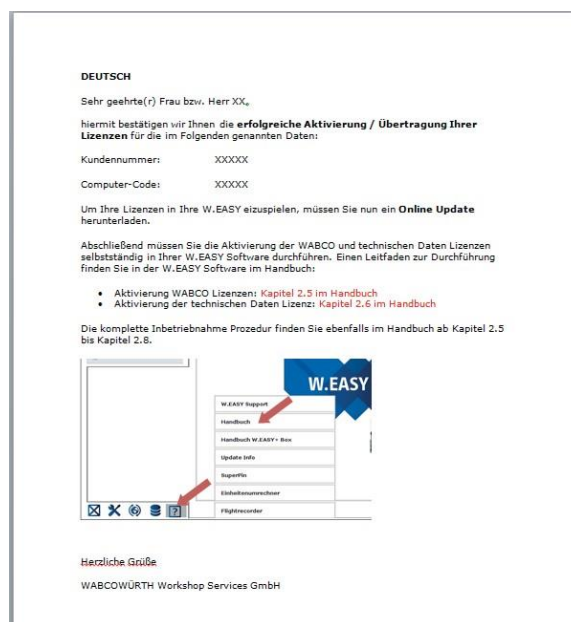 DEUTSCH
Sehr geehrte(r) Frau bzw. Herr XX,
hiermit bestätigen wir Ihnen die erfolgreiche Aktivierung / Übertragung Ihrer
Lizenzen für die im Folgenden genannten Daten:
Kundennummer: XXXXX
Computer-Code: XXXXX
Um Ihre Lizenzen in Ihre W.EASY eizuspielen, müssen Sie nun ein Online Update
herunterladen.
Abschließend müssen Sie die Aktivierung der WABCO und technischen Daten Lizenzen
selbstständig in Ihrer W.EASY Software durchführen. Einen Leitfaden zur Durchführung
finden Sie in der W.EASY Software im Handbuch:
• Aktivierung WABCO Lizenzen: Kapitel 2.5 im Handbuch
• Aktivierung der technischen Daten Lizenz: Kapitel 2.6 im Handbuch
Die komplette Inbetriebnahme Prozedur finden Sie ebenfalls im Handbuch ab Kapitel 2.5
bis Kapitel 2.8.
W.EASY
W.EASY Support
Handbuch
Handbuch W.EASY+ Box
Update Info
SuperPin
Einheitenumrechner
Flightrecorder
?
Herzliche Grüße
WABCOWÜRTH Workshop Services GmbH